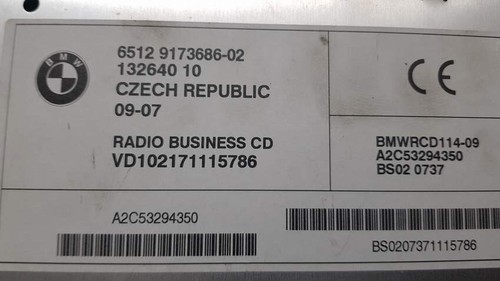 BMW
6512 9173686-02
132640 10
CZECH REPUBLIC
09-07
RADIO BUSINESS CD
VD102171115786
CE
BMWRCD114-09
A2C53294350
BS02 0737
A2C53294350
BS0207371115786